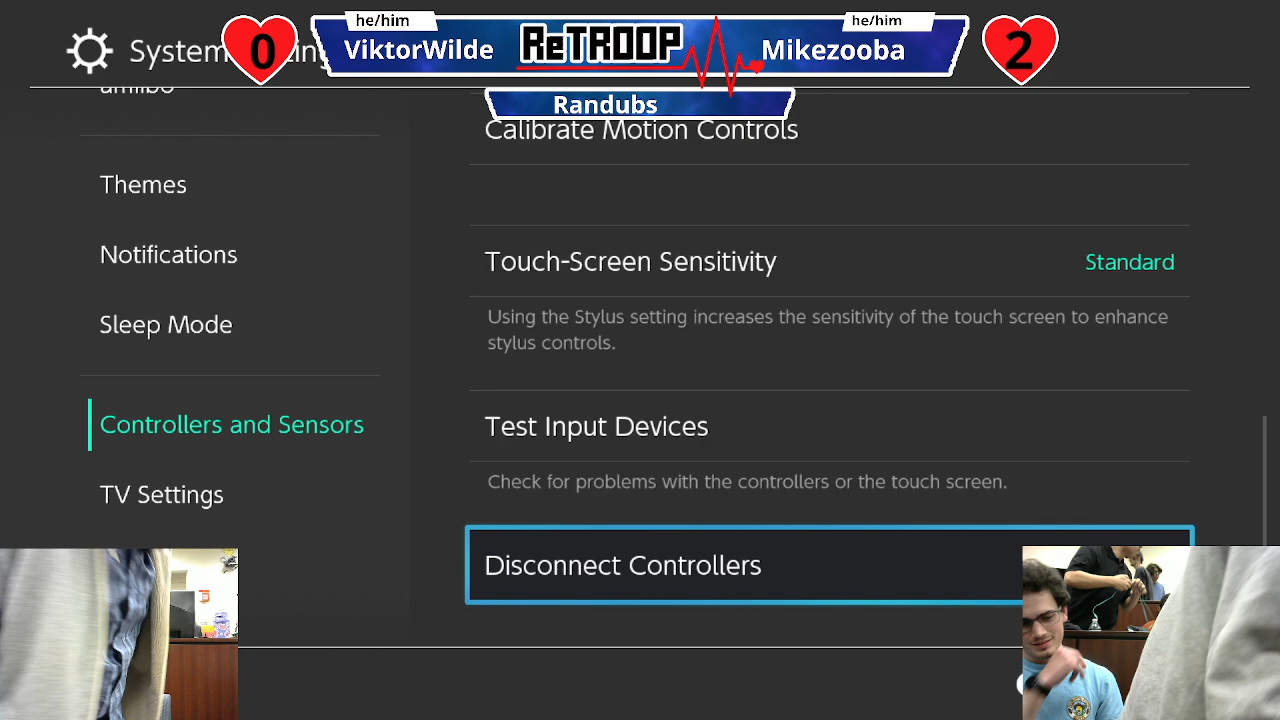 he/him
he/him
System
0
ViktorWilde
ReTROOP
Mikezooba
2
Randubs
amiibo
Calibrate Motion Controls
Themes
Notifications
Touch-Screen Sensitivity
Standard
Using the Stylus setting increases the sensitivity of the touch screen to enhance
stylus controls.
Sleep Mode
Controllers and Sensors
Test Input Devices
Check for problems with the controllers or the touch screen.
TV Settings
Disconnect Controllers